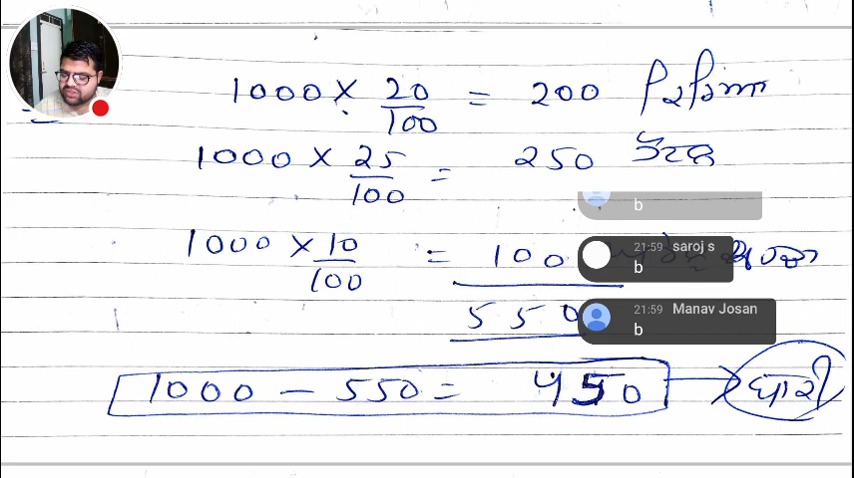 1000 × 20/100 = 200
1000 × 25/100 = 250
b
1000 × 10/100 = 100
21:59 saroj s
b
550
21:59 Manav Josan
b
1000 – 550 = 450 → घारी